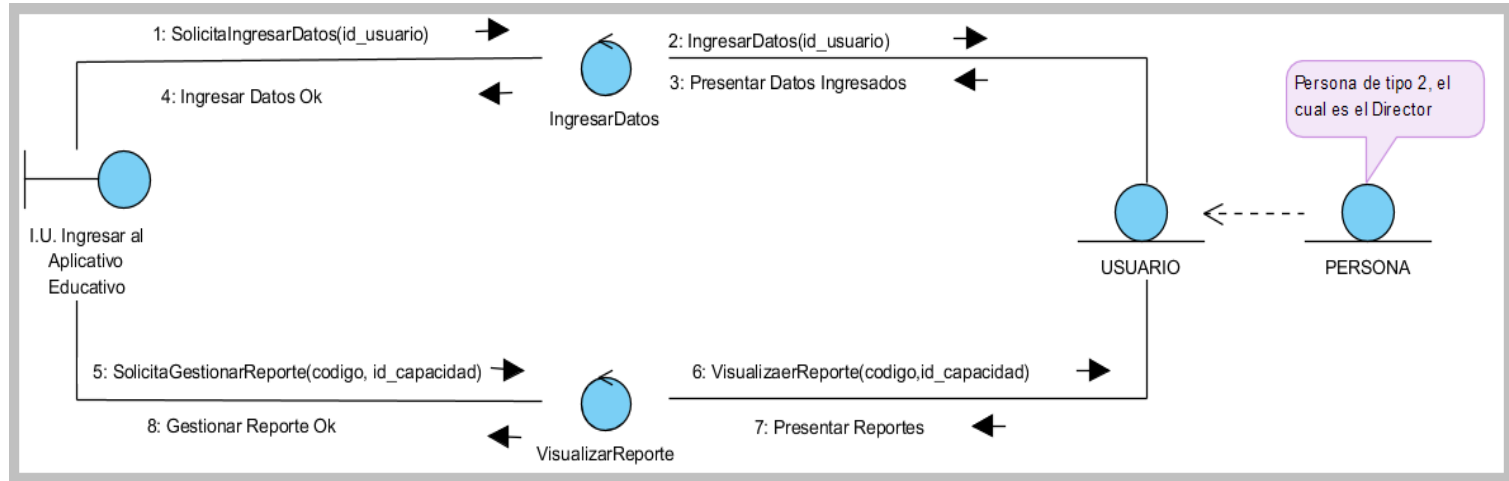 1: SolicitaIngresarDatos(id_usuario)
2: IngresarDatos(id_usuario)
4: Ingresar Datos Ok
3: Presentar Datos Ingresados
IngresarDatos
Persona de tipo 2, el
cual es el Director
I.U. Ingresar al
Aplicativo
Educativo
USUARIO
PERSONA
5: SolicitaGestionarReporte(codigo, id_capacidad)
6: VisualizaerReporte(codigo,id_capacidad)
8: Gestionar Reporte Ok
7: Presentar Reportes
VisualizarReporte